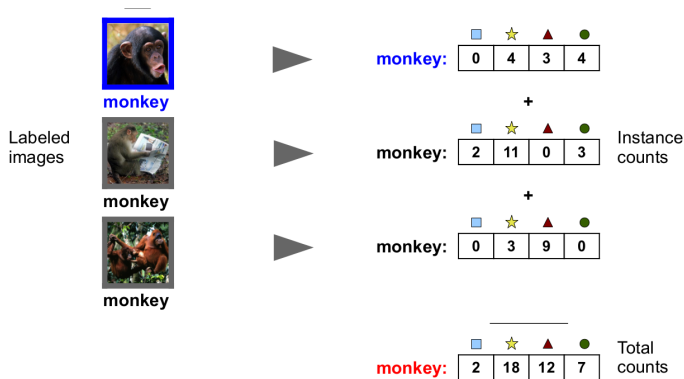 monkey: 0 4 3 4
monkey
+
Labeled
images
monkey: 2 11 0 3
Instance
counts
monkey
+
monkey: 0 3 9 0
monkey
monkey: 2 18 12 7
Total
counts